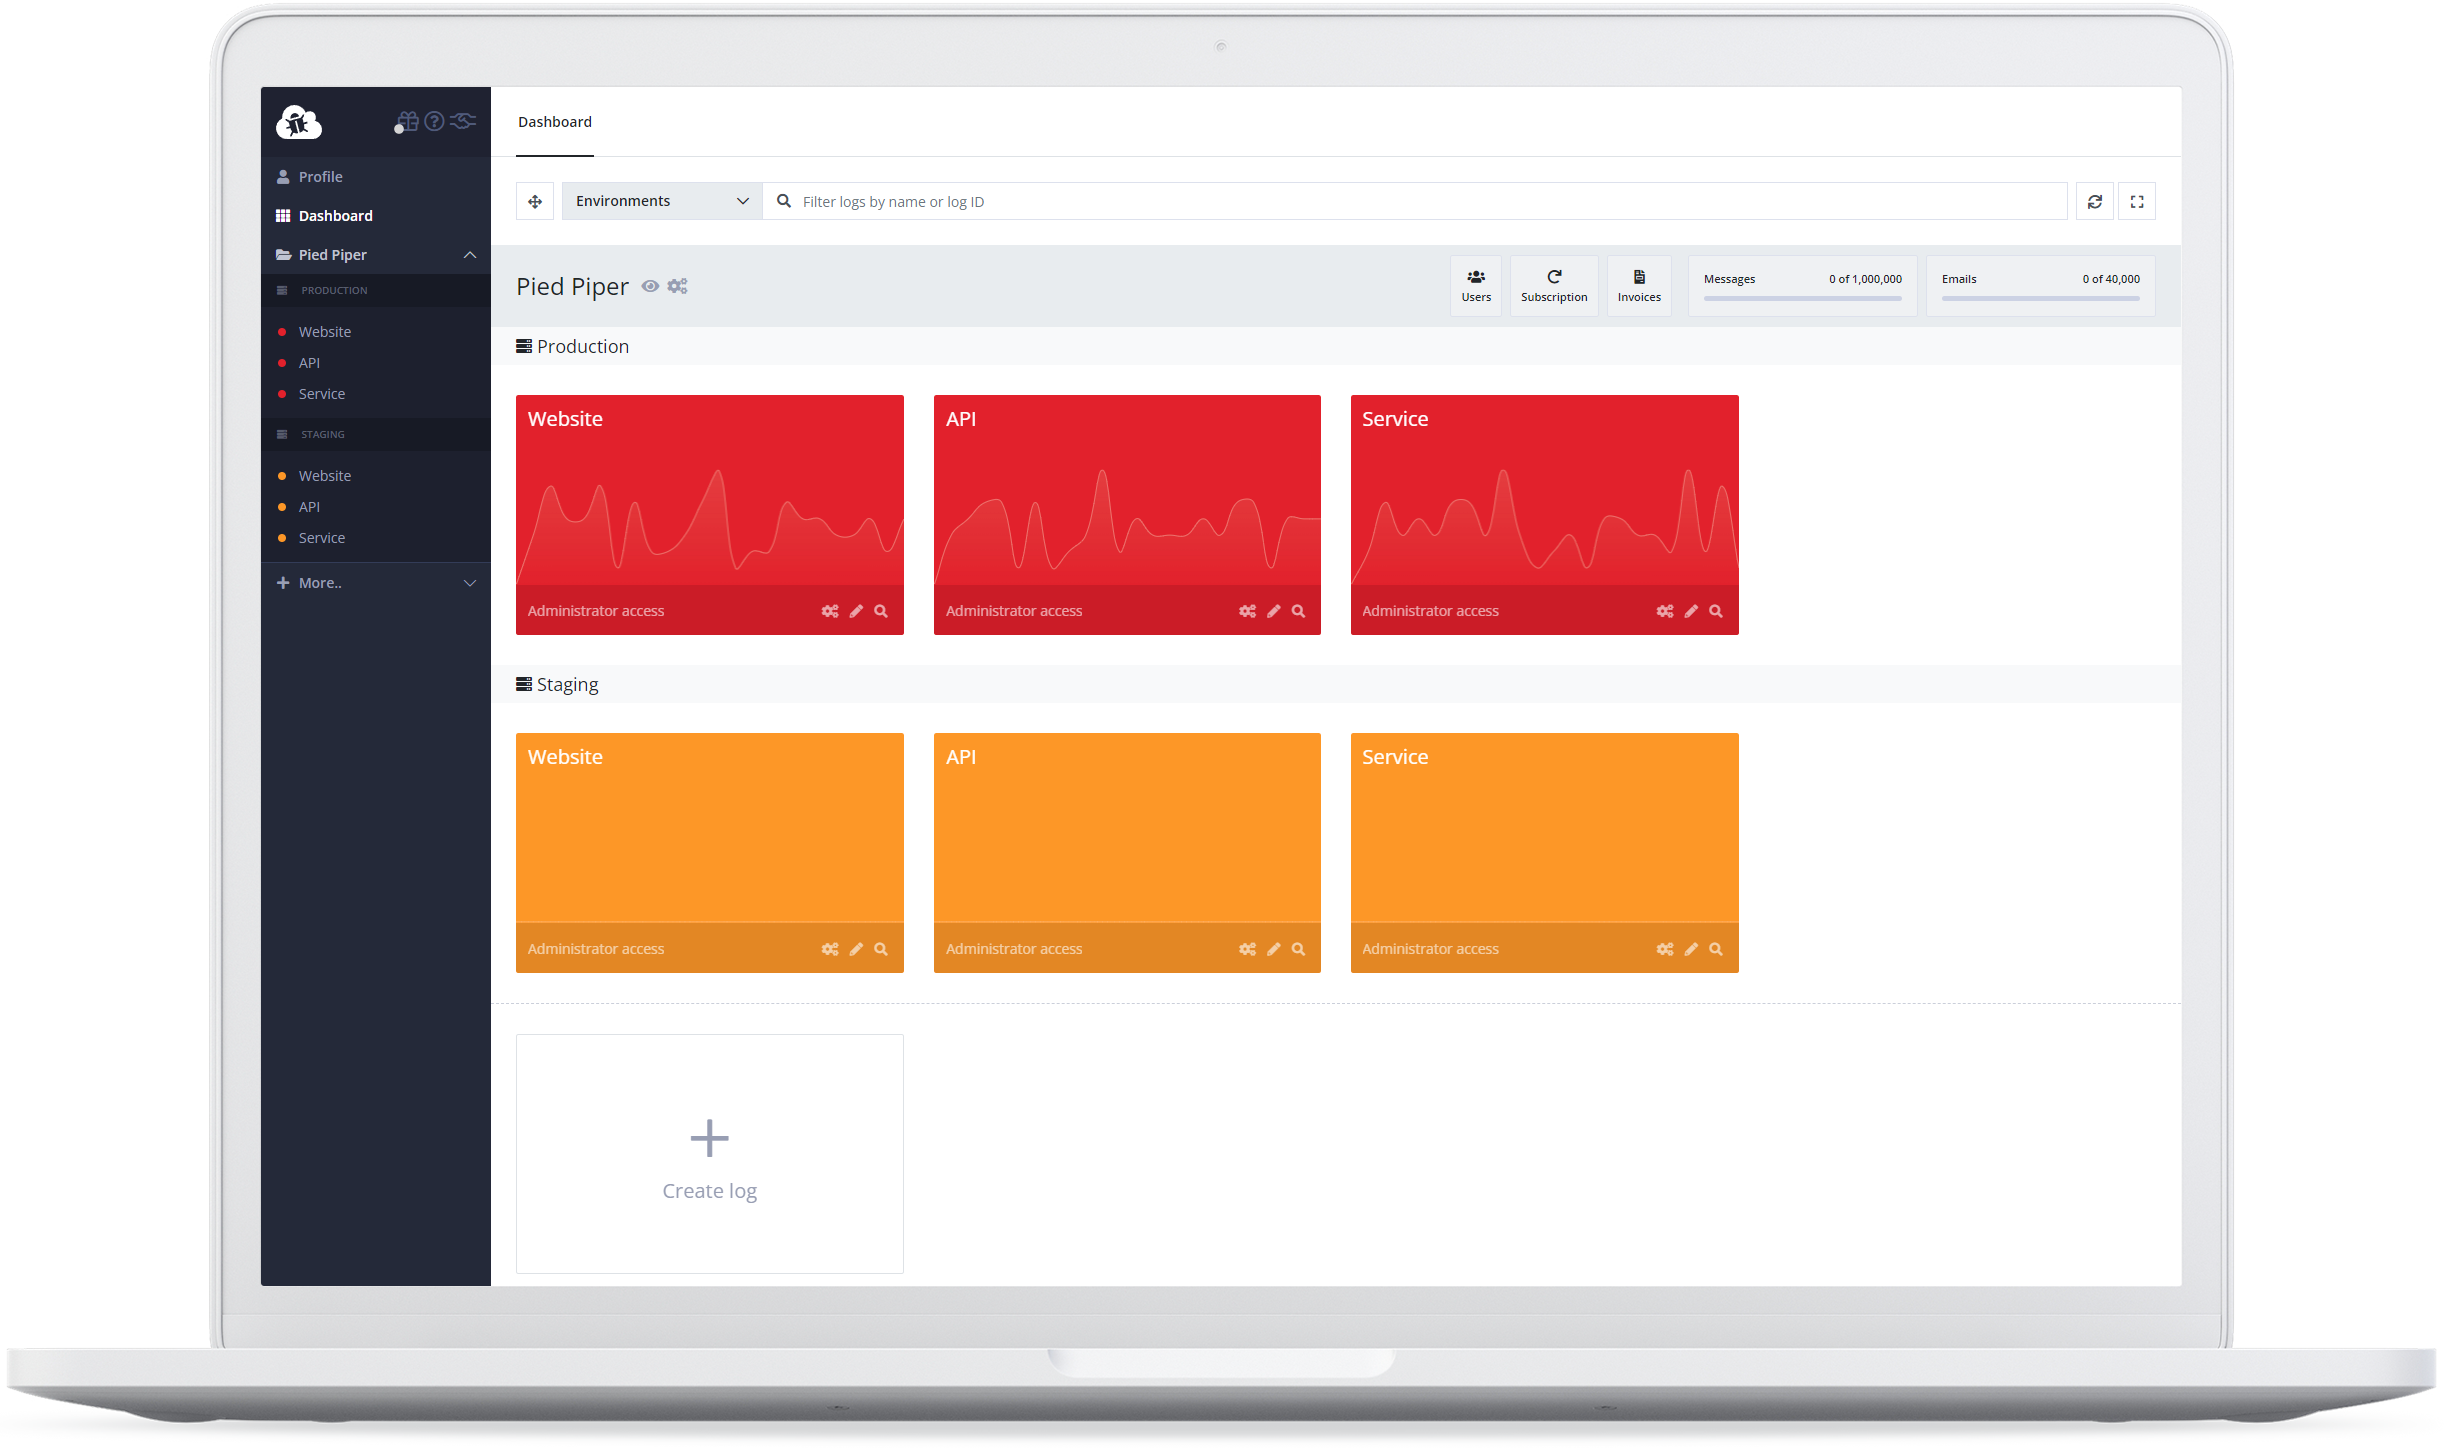 Profile
Dashboard
Pied Piper
PRODUCTION
Website
API
Service
STAGING
Website
API
Service
More..
Dashboard
Environments
Filter logs by name or log ID
Pied Piper
Users
Subscription
Invoices
Messages 0 of 1,000,000
Emails 0 of 40,000
Production
Website
Administrator access
API
Administrator access
Service
Administrator access
Staging
Website
Administrator access
API
Administrator access
Service
Administrator access
Create log